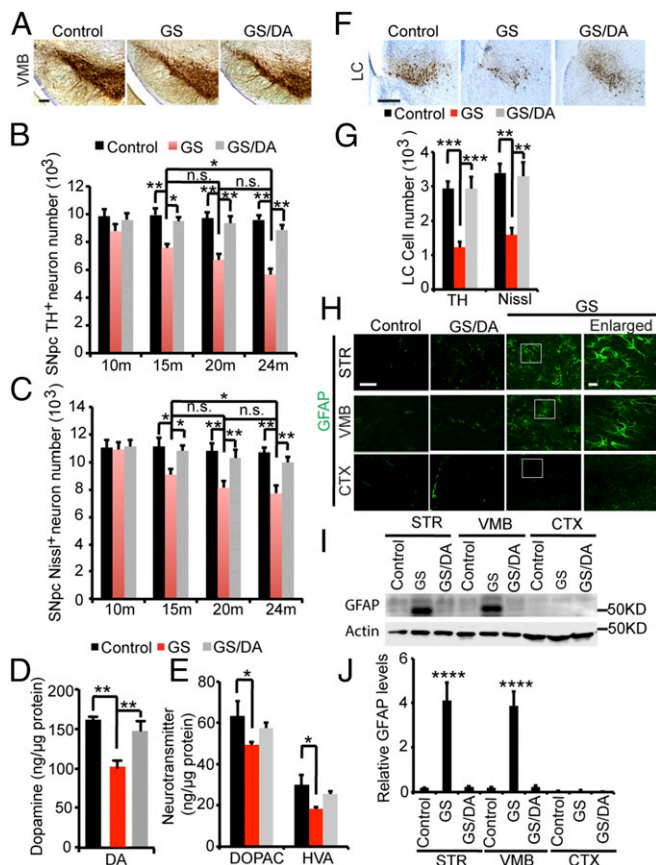 A
Control
GS
GS/DA
VMB
B
Control
GS
GS/DA
SNpc TH+ neuron number (10³)
14
12
10
8
6
4
2
0
*
n.s.
n.s.
** *
** **
** **
10m
15m
20m
24m
C
SNpc Nissl+ neuron number (10³)
14
12
10
8
6
4
2
0
*
n.s.
n.s.
* *
** **
** **
10m
15m
20m
24m
Control
GS
GS/DA
D
Dopamine (ng/µg protein)
200
150
100
50
0
** **
DA
E
Neurotransmitter
(ng/µg protein)
80
60
40
20
0
*
*
DOPAC
HVA
F
Control
GS
GS/DA
LC
Control
GS
GS/DA
G
LC Cell number (10³)
4
3
2
1
0
*** ***
** **
TH
Nissl
H
GS
Control
GS/DA
Enlarged
GFAP
STR
VMB
CTX
I
STR
VMB
CTX
Control
GS
GS/DA
Control
GS
GS/DA
Control
GS
GS/DA
GFAP
50KD
Actin
50KD
J
Relative GFAP levels
6
4
2
0
****
****
Control
GS
GS/DA
Control
GS
GS/DA
Control
GS
GS/DA
STR
VMB
CTX